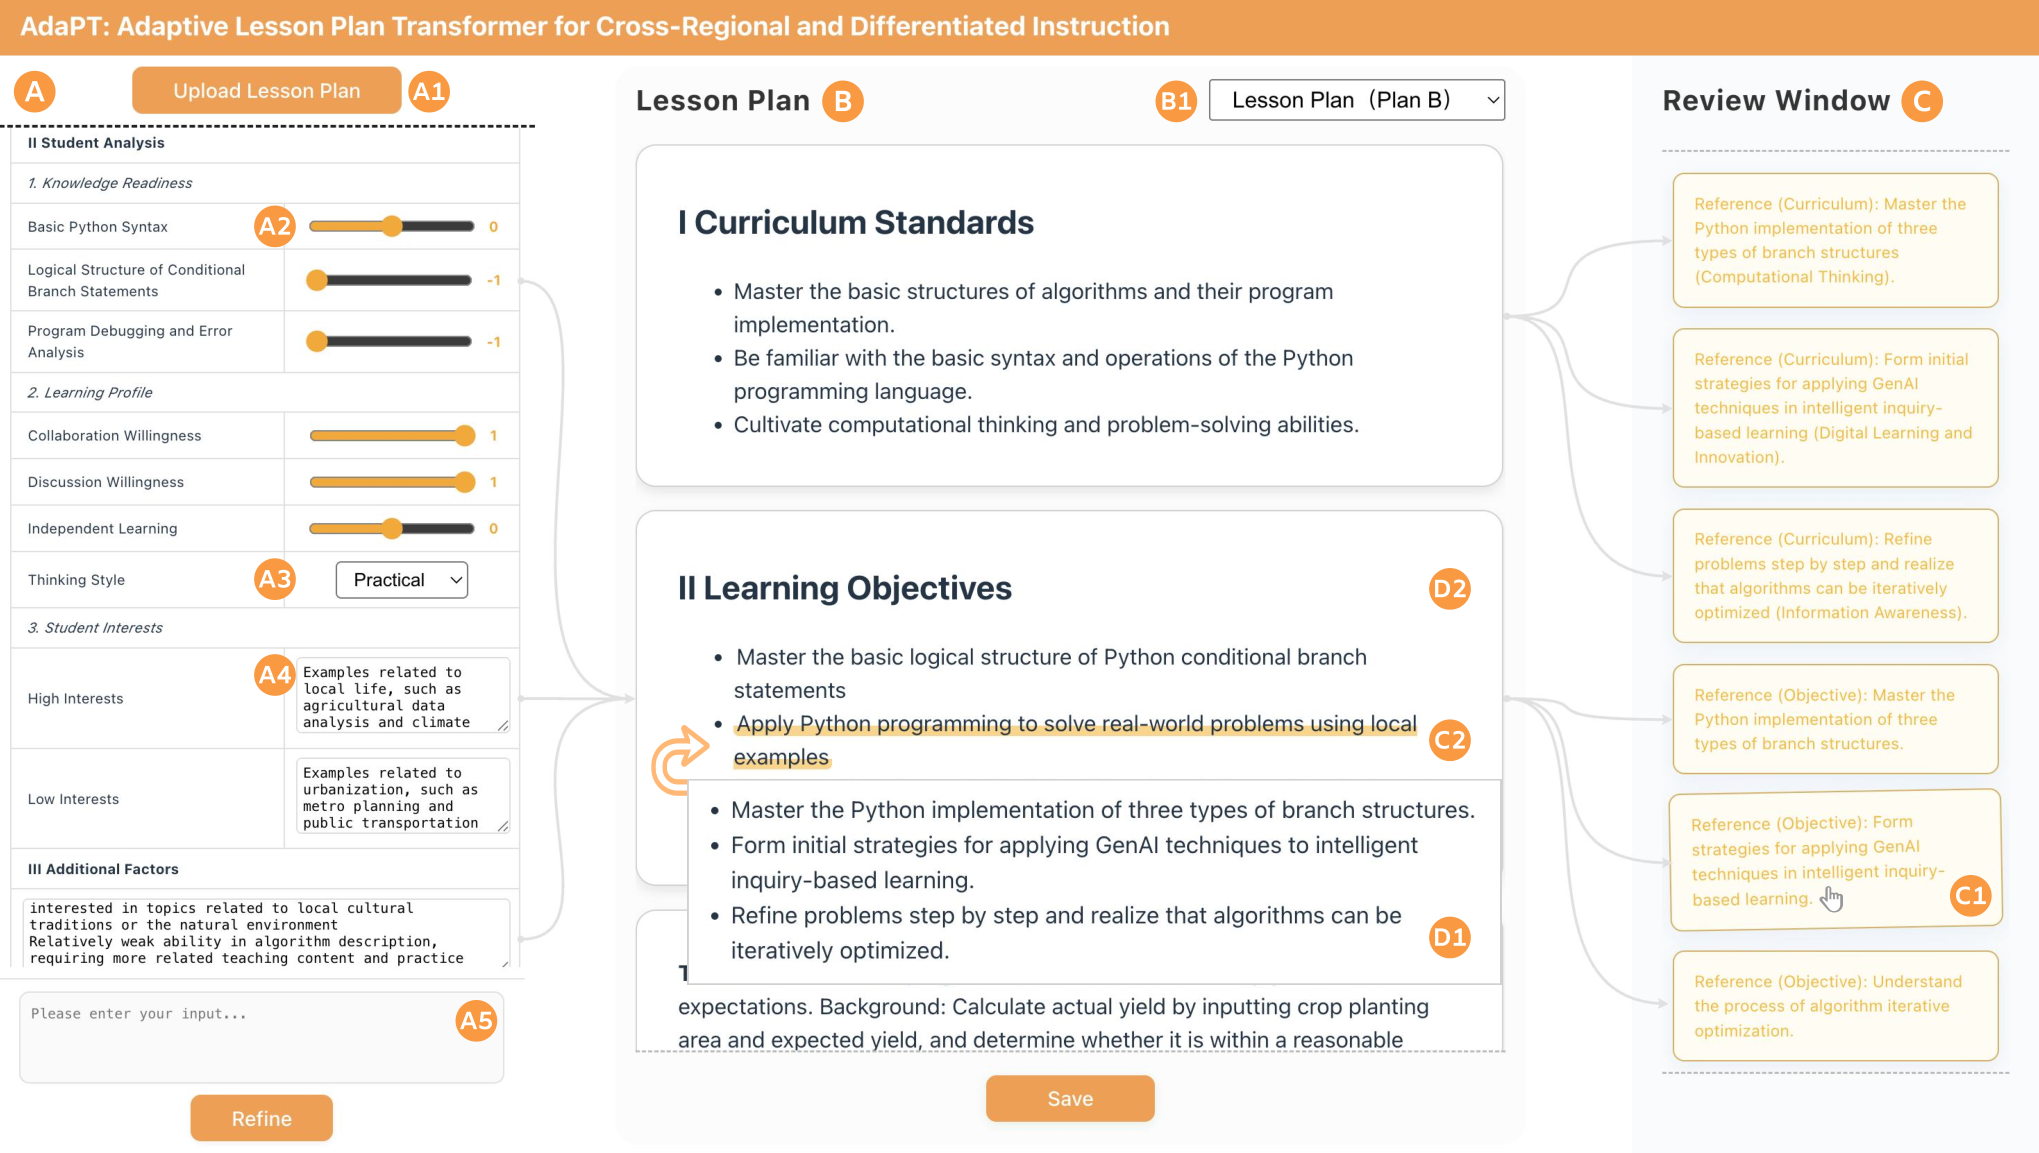 AdaPT: Adaptive Lesson Plan Transformer for Cross-Regional and Differentiated Instruction
A
Upload Lesson Plan
A1
II Student Analysis
1. Knowledge Readiness
Basic Python Syntax
A2
0
Logical Structure of Conditional
Branch Statements
-1
Program Debugging and Error
Analysis
-1
2. Learning Profile
Collaboration Willingness
1
Discussion Willingness
1
Independent Learning
0
Thinking Style
A3
Practical
3. Student Interests
High Interests
A4
Examples related to
local life, such as
agricultural data
analysis and climate
Low Interests
Examples related to
urbanization, such as
metro planning and
public transportation
III Additional Factors
interested in topics related to local cultural
traditions or the natural environment
Relatively weak ability in algorithm description,
requiring more related teaching content and practice
Please enter your input...
A5
Refine
Lesson Plan
B
B1
Lesson Plan (Plan B)
I Curriculum Standards
• Master the basic structures of algorithms and their program
implementation.
• Be familiar with the basic syntax and operations of the Python
programming language.
• Cultivate computational thinking and problem-solving abilities.
II Learning Objectives
D2
• Master the basic logical structure of Python conditional branch
statements
• Apply Python programming to solve real-world problems using local
examples
C2
• Master the Python implementation of three types of branch structures.
• Form initial strategies for applying GenAI techniques to intelligent
inquiry-based learning.
• Refine problems step by step and realize that algorithms can be
iteratively optimized.
D1
expectations. Background: Calculate actual yield by inputting crop planting
area and expected yield, and determine whether it is within a reasonable
Save
Review Window
C
Reference (Curriculum): Master the
Python implementation of three
types of branch structures
(Computational Thinking).
Reference (Curriculum): Form initial
strategies for applying GenAI
techniques in intelligent inquiry-
based learning (Digital Learning and
Innovation).
Reference (Curriculum): Refine
problems step by step and realize
that algorithms can be iteratively
optimized (Information Awareness).
Reference (Objective): Master the
Python implementation of three
types of branch structures.
Reference (Objective): Form
strategies for applying GenAI
techniques in intelligent inquiry-
based learning.
C1
Reference (Objective): Understand
the process of algorithm iterative
optimization.